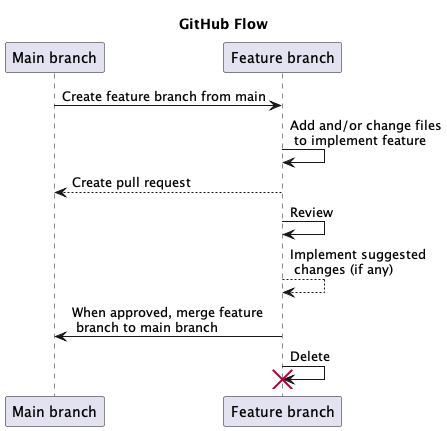 GitHub Flow
Main branch
Feature branch
Create feature branch from main
Add and/or change files
to implement feature
Create pull request
Review
Implement suggested
changes (if any)
When approved, merge feature
branch to main branch
Delete
Main branch
Feature branch